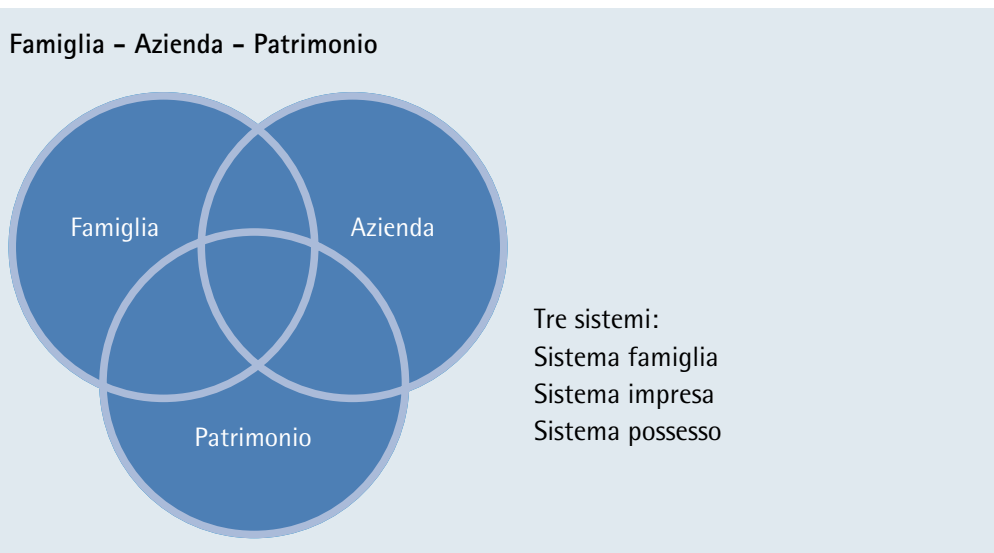 Famiglia - Azienda - Patrimonio
Famiglia
Azienda
Patrimonio
Tre sistemi:
Sistema famiglia
Sistema impresa
Sistema possesso